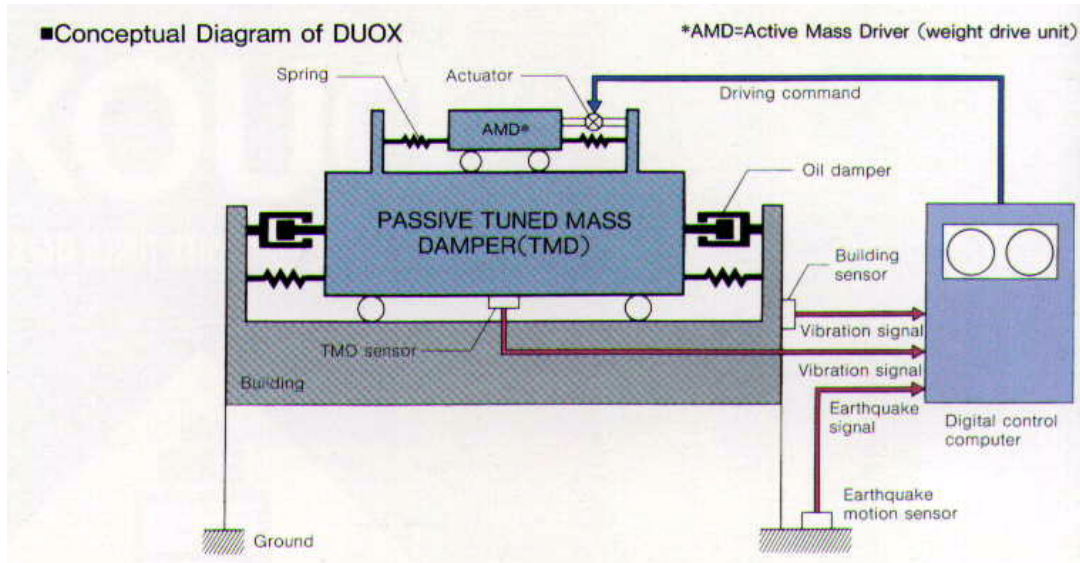 ■Conceptual Diagram of DUOX
*AMD=Active Mass Driver (weight drive unit)
Spring
Actuator
Driving command
AMD*
Oil damper
PASSIVE TUNED MASS
DAMPER(TMD)
Building
sensor
Vibration signal
TMD sensor
Vibration signal
Building
Earthquake
signal
Digital control
computer
Earthquake
motion sensor
Ground